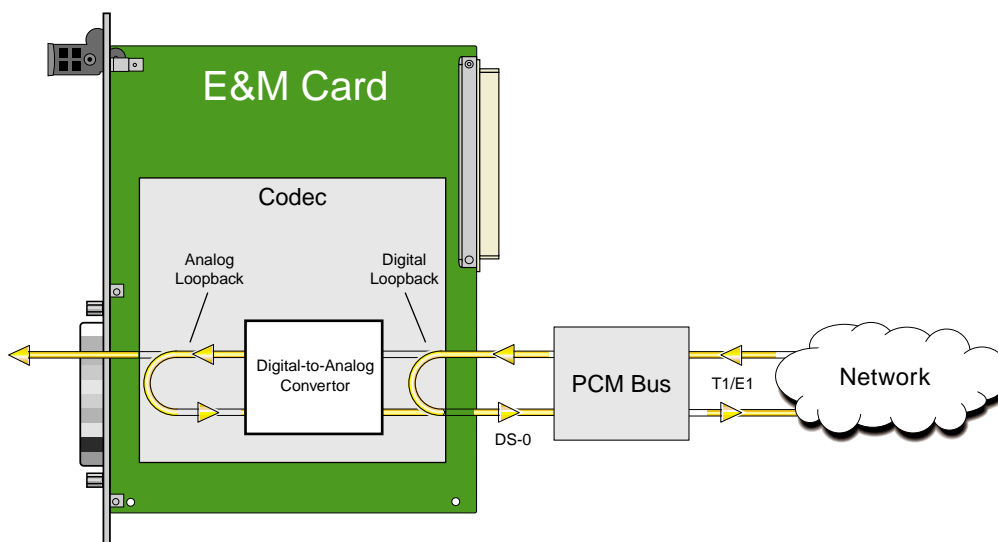 E&M Card
Codec
Analog
Loopback
Digital
Loopback
Digital-to-Analog
Convertor
PCM Bus
DS-0
T1/E1
Network